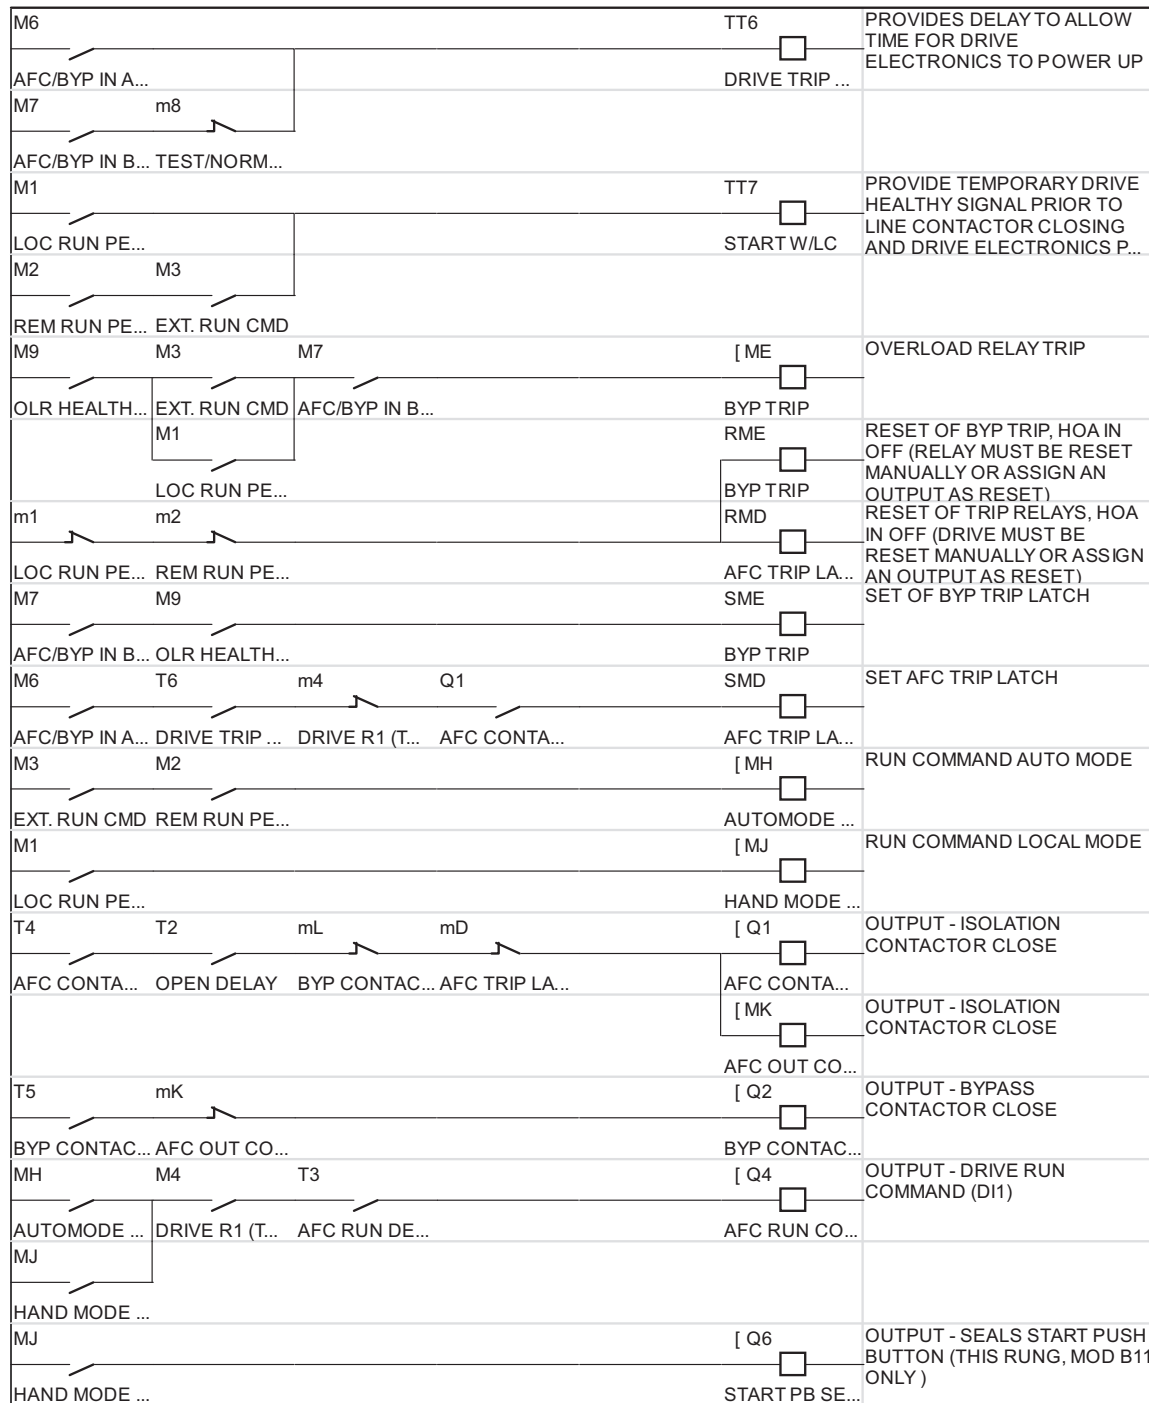 M6 TT6 PROVIDES DELAY TO ALLOW
TIME FOR DRIVE
ELECTRONICS TO POWER UP
AFC/BYP IN A... DRIVE TRIP ...
M7 m8
AFC/BYP IN B... TEST/NORM...
M1 TT7 PROVIDE TEMPORARY DRIVE
HEALTHY SIGNAL PRIOR TO
LINE CONTACTOR CLOSING
AND DRIVE ELECTRONICS P...
LOC RUN PE... START W/LC
M2 M3
REM RUN PE... EXT. RUN CMD
M9 M3 M7 [ ME OVERLOAD RELAY TRIP
OLR HEALTH... EXT. RUN CMD AFC/BYP IN B... BYP TRIP
M1 RME RESET OF BYP TRIP, HOA IN
OFF (RELAY MUST BE RESET
MANUALLY OR ASSIGN AN
OUTPUT AS RESET)
LOC RUN PE... BYP TRIP
m1 m2 RMD RESET OF TRIP RELAYS, HOA
IN OFF (DRIVE MUST BE
RESET MANUALLY OR ASSIGN
AN OUTPUT AS RESET)
LOC RUN PE... REM RUN PE... AFC TRIP LA...
M7 M9 SME SET OF BYP TRIP LATCH
AFC/BYP IN B... OLR HEALTH... BYP TRIP
M6 T6 m4 Q1 SMD SET AFC TRIP LATCH
AFC/BYP IN A... DRIVE TRIP ... DRIVE R1 (T... AFC CONTA... AFC TRIP LA...
M3 M2 [ MH RUN COMMAND AUTO MODE
EXT. RUN CMD REM RUN PE... AUTOMODE ...
M1 [ MJ RUN COMMAND LOCAL MODE
LOC RUN PE... HAND MODE ...
T4 T2 mL mD [ Q1 OUTPUT - ISOLATION
CONTACTOR CLOSE
AFC CONTA... OPEN DELAY BYP CONTAC... AFC TRIP LA... AFC CONTA...
[ MK OUTPUT - ISOLATION
CONTACTOR CLOSE
AFC OUT CO...
T5 mK [ Q2 OUTPUT - BYPASS
CONTACTOR CLOSE
BYP CONTAC... AFC OUT CO... BYP CONTAC...
MH M4 T3 [ Q4 OUTPUT - DRIVE RUN
COMMAND (DI1)
AUTOMODE ... DRIVE R1 (T... AFC RUN DE... AFC RUN CO...
MJ
HAND MODE ...
MJ [ Q6 OUTPUT - SEALS START PUSH
BUTTON (THIS RUNG, MOD B11
ONLY )
HAND MODE ... START PB SE...